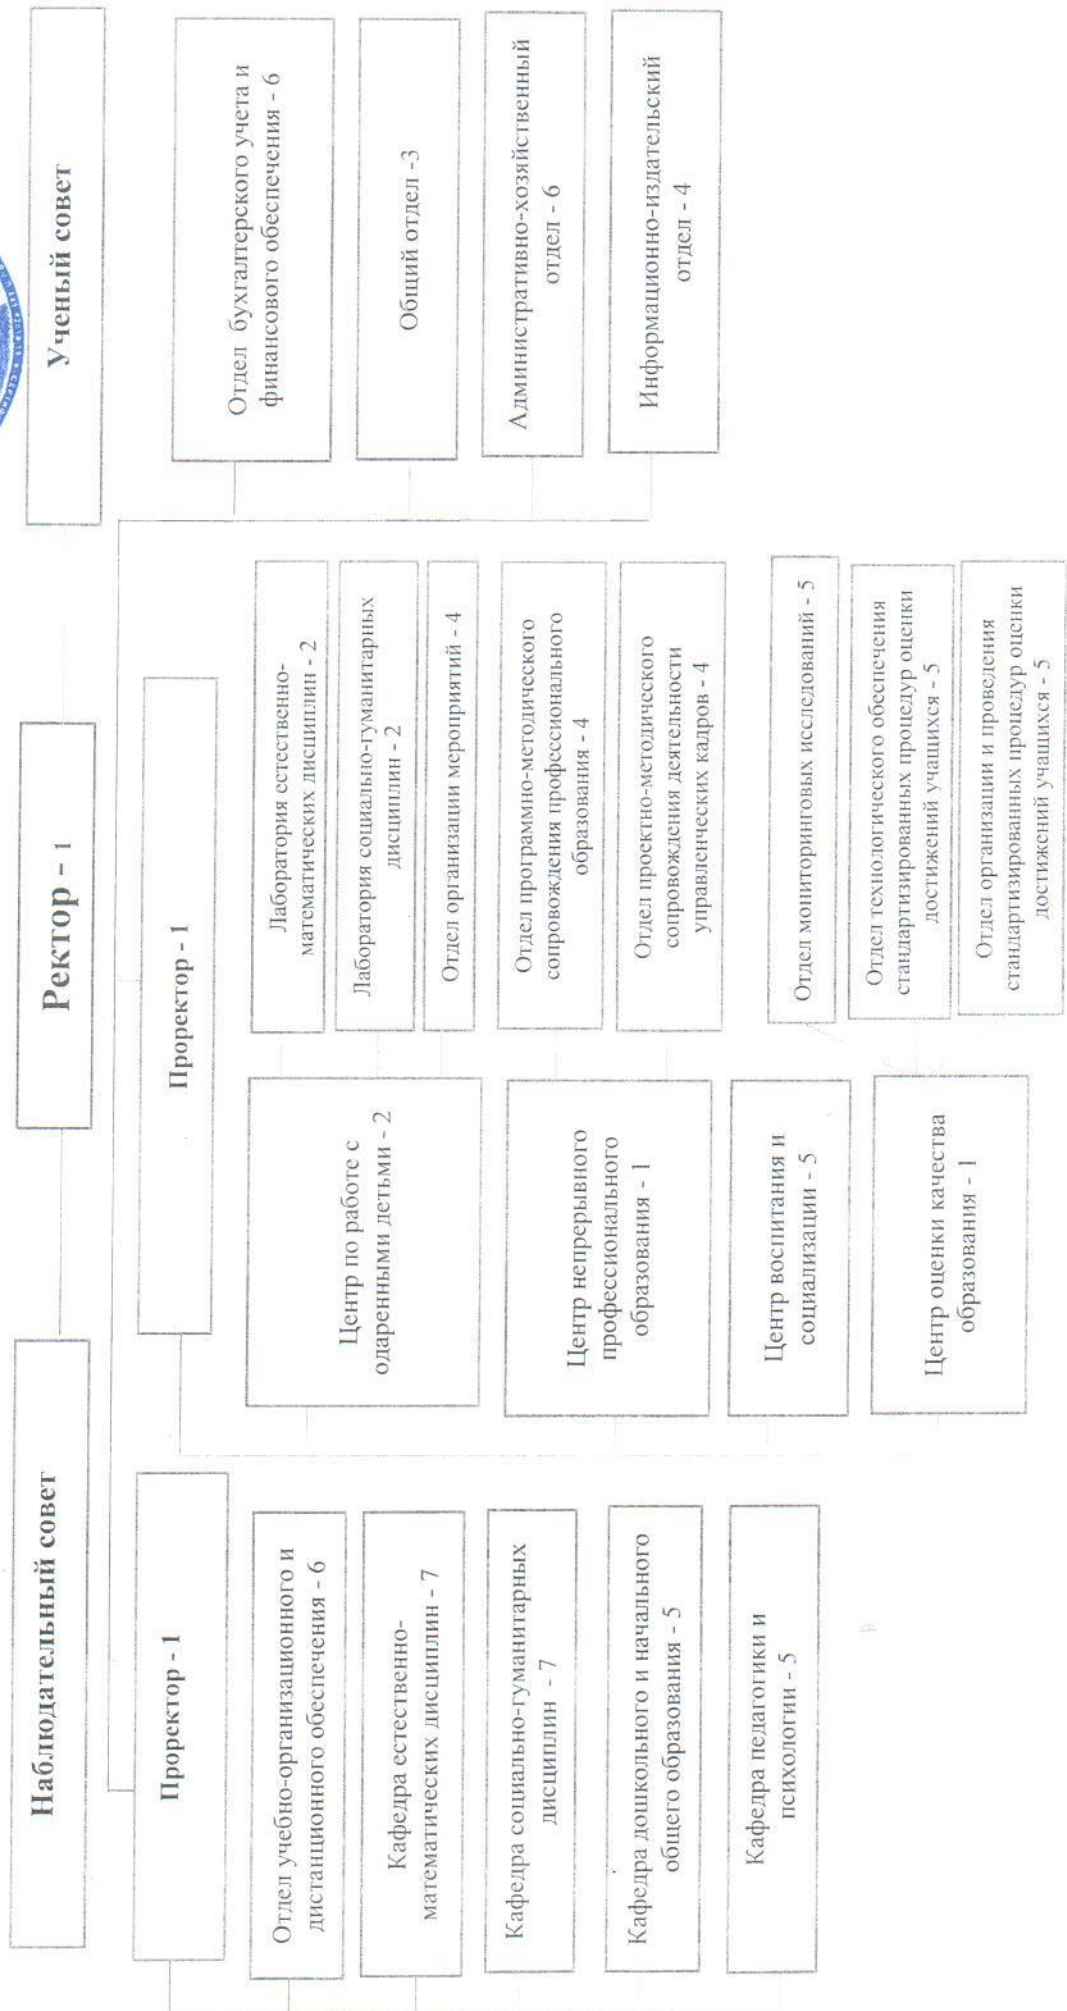 Наблюдательный совет
Ректор - 1
Ученый совет
Проректор - 1
Отдел учебно-организационного и
дистанционного обеспечения - 6
Кафедра естественно-
математических дисциплин - 7
Кафедра социально-гуманитарных
дисциплин - 7
Кафедра дошкольного и начального
общего образования - 5
Кафедра педагогики и
психологии - 5
Проректор - 1
Центр по работе с
одаренными детьми - 2
Лаборатория естественно-
математических дисциплин - 2
Лаборатория социально-гуманитарных
дисциплин - 2
Отдел организации мероприятий - 4
Центр непрерывного
профессионального
образования - 1
Отдел программно-методического
сопровождения профессионального
образования - 4
Отдел проектно-методического
сопровождения деятельности
управленческих кадров - 4
Центр воспитания и
социализации - 5
Центр оценки качества
образования - 1
Отдел мониторинговых исследований - 5
Отдел технологического обеспечения
стандартизированных процедур оценки
достижений учащихся - 5
Отдел организации и проведения
стандартизированных процедур оценки
достижений учащихся - 5
Отдел бухгалтерского учета и
финансового обеспечения - 6
Общий отдел -3
Административно-хозяйственный
отдел - 6
Информационно-издательский
отдел - 4